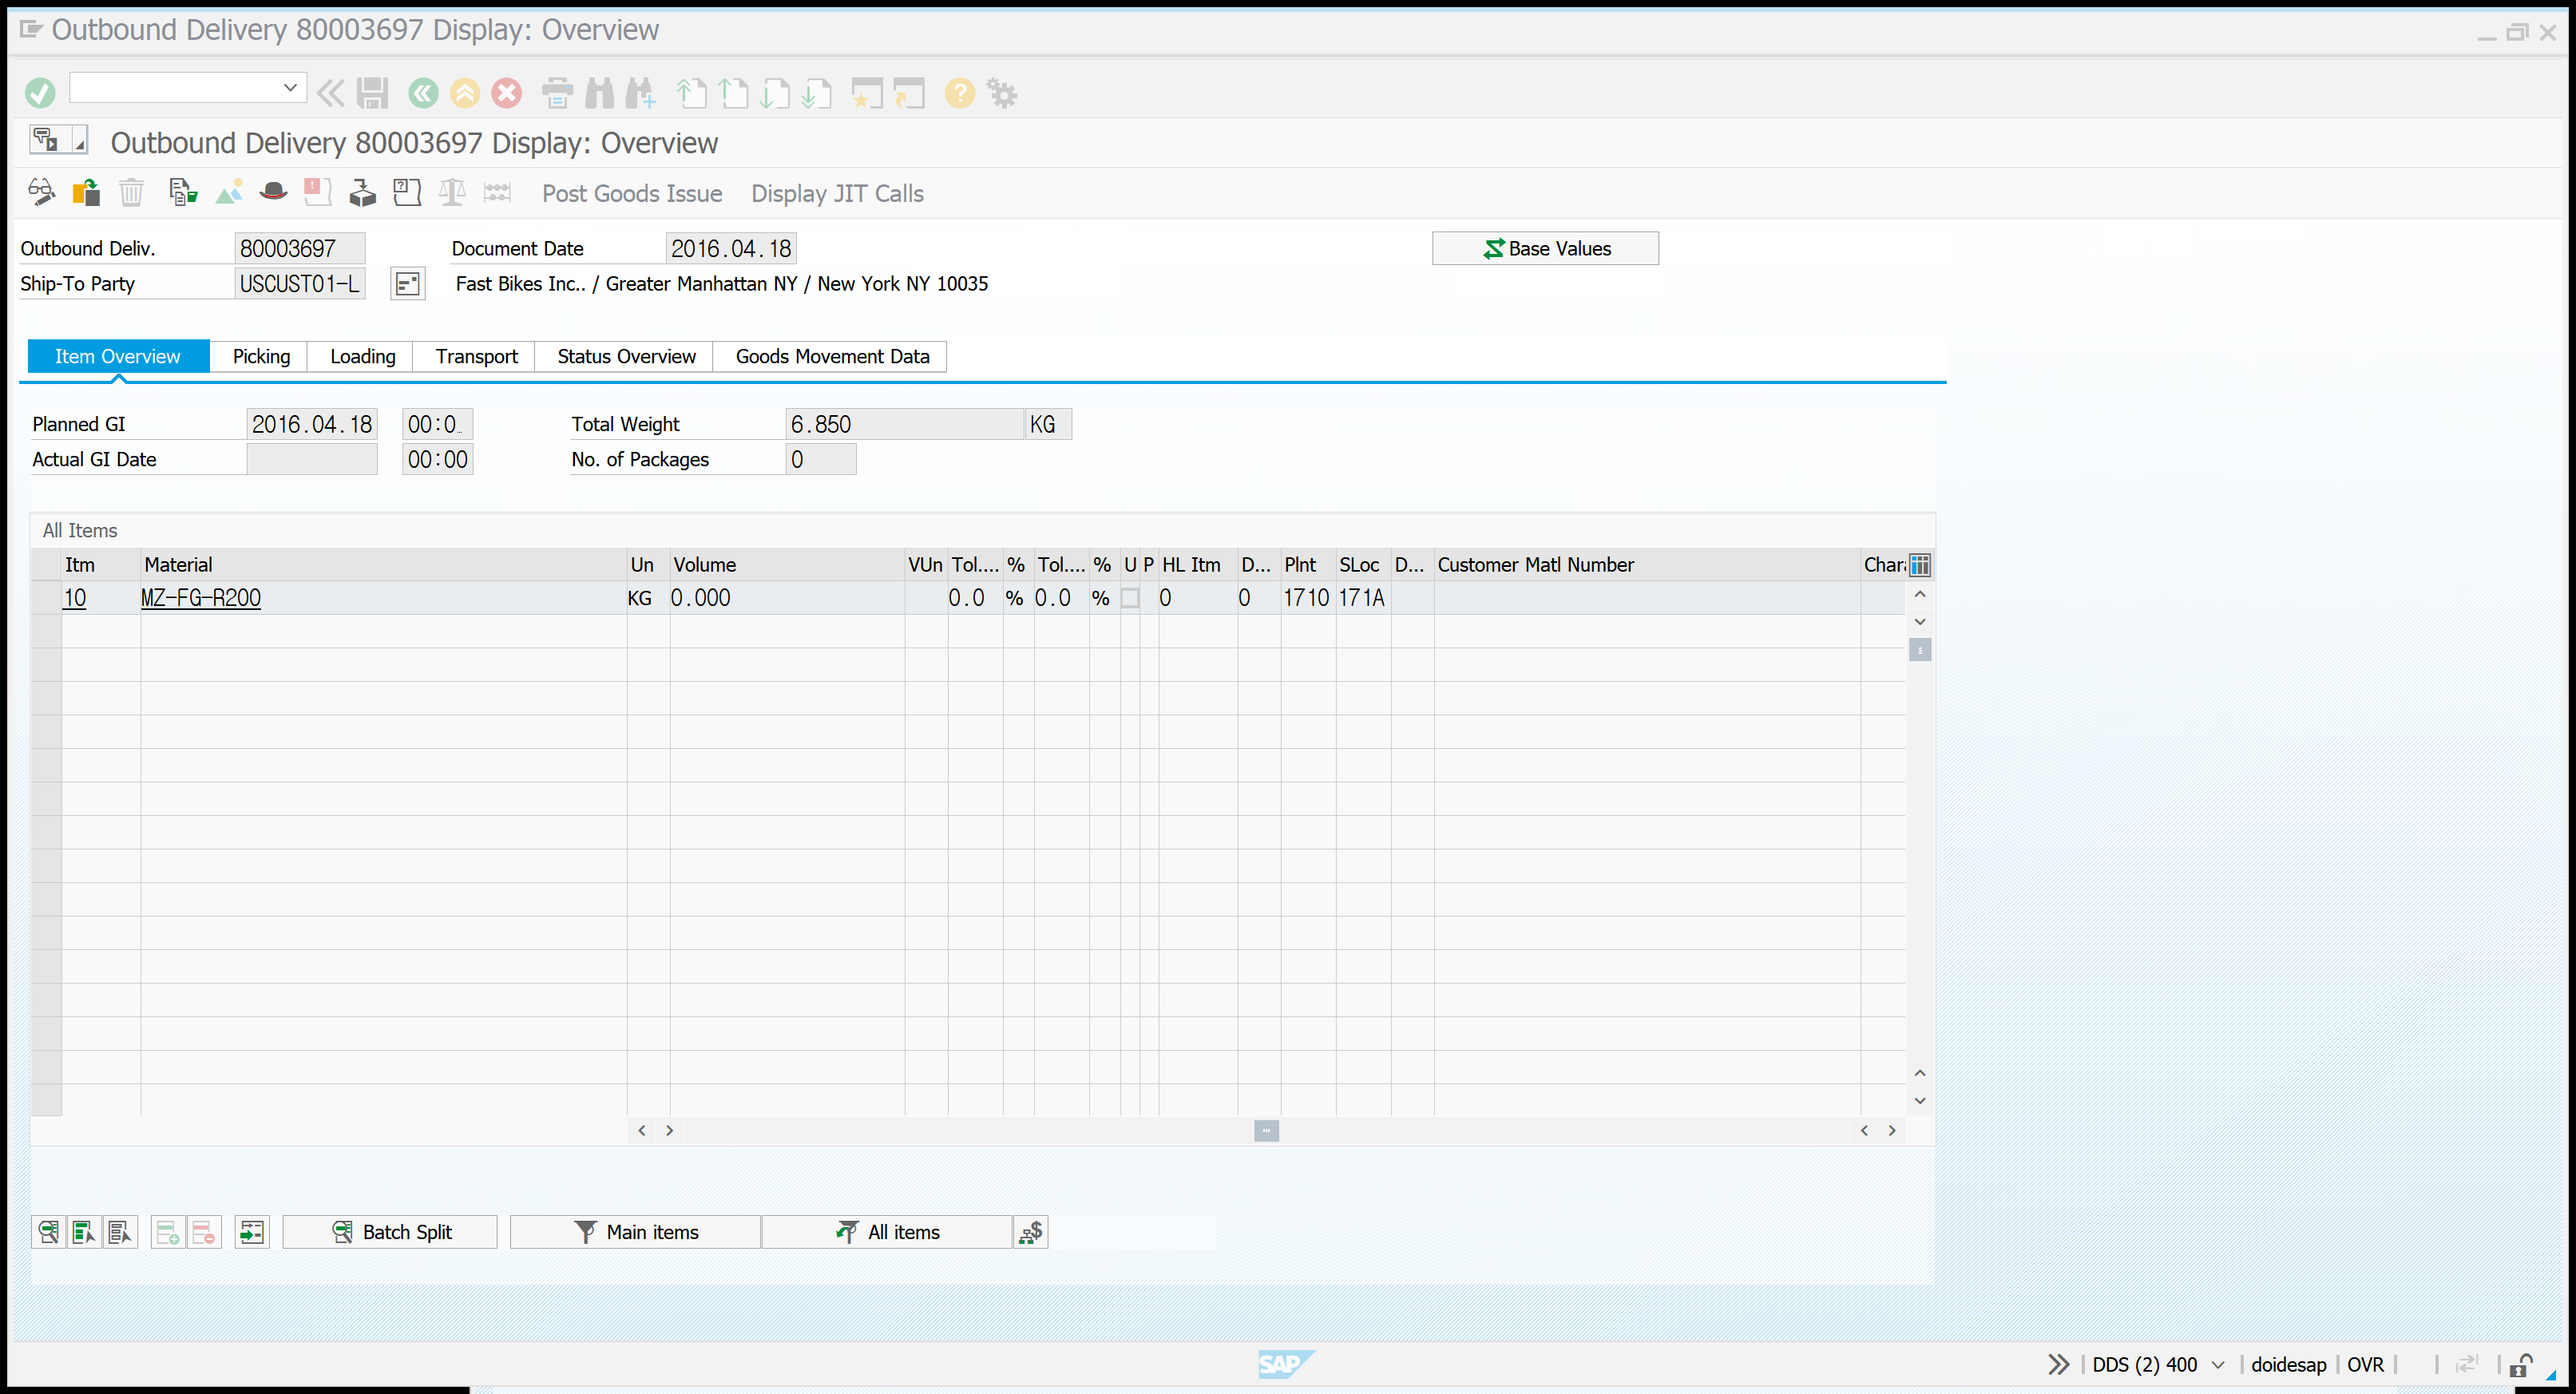 Outbound Delivery 80003697 Display: Overview
Outbound Delivery 80003697 Display: Overview
Post Goods Issue Display JIT Calls
Outbound Deliv. 80003697 Document Date 2016.04.18 Base Values
Ship-To Party USCUST01-L Fast Bikes Inc.. / Greater Manhattan NY / New York NY 10035
Item Overview Picking Loading Transport Status Overview Goods Movement Data
Planned GI 2016.04.18 00:0… Total Weight 6.850 KG
Actual GI Date 00:00 No. of Packages 0
All Items
Itm Material Un Volume VUn Tol.... % Tol.... % U P HL Itm D... Plnt SLoc D... Customer Matl Number Char
10 MZ-FG-R200 KG 0.000 0.0 % 0.0 % 0 0 1710 171A
Batch Split Main items All items
SAP DDS (2) 400 doidesap OVR